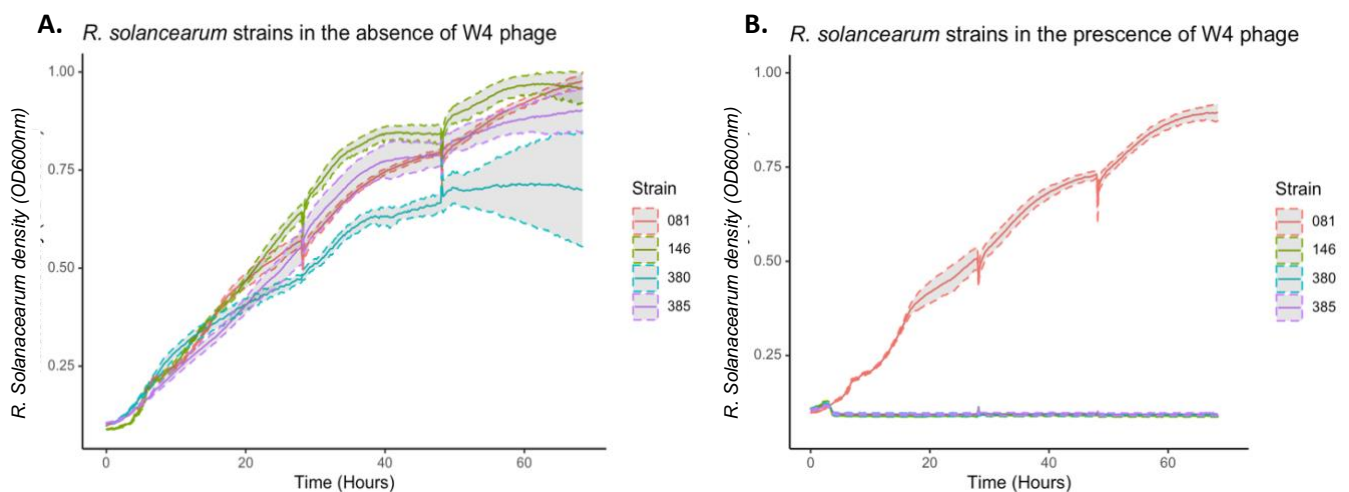 A.
R. solancearum strains in the absence of W4 phage
R. Solanacearum density (OD600nm)
1.00
0.75
0.50
0.25
0
20
40
60
Time (Hours)
Strain
081
146
380
385
B.
R. solancearum strains in the prescence of W4 phage
R. Solanacearum density (OD600nm)
1.00
0.75
0.50
0.25
0
20
40
60
Time (Hours)
Strain
081
146
380
385